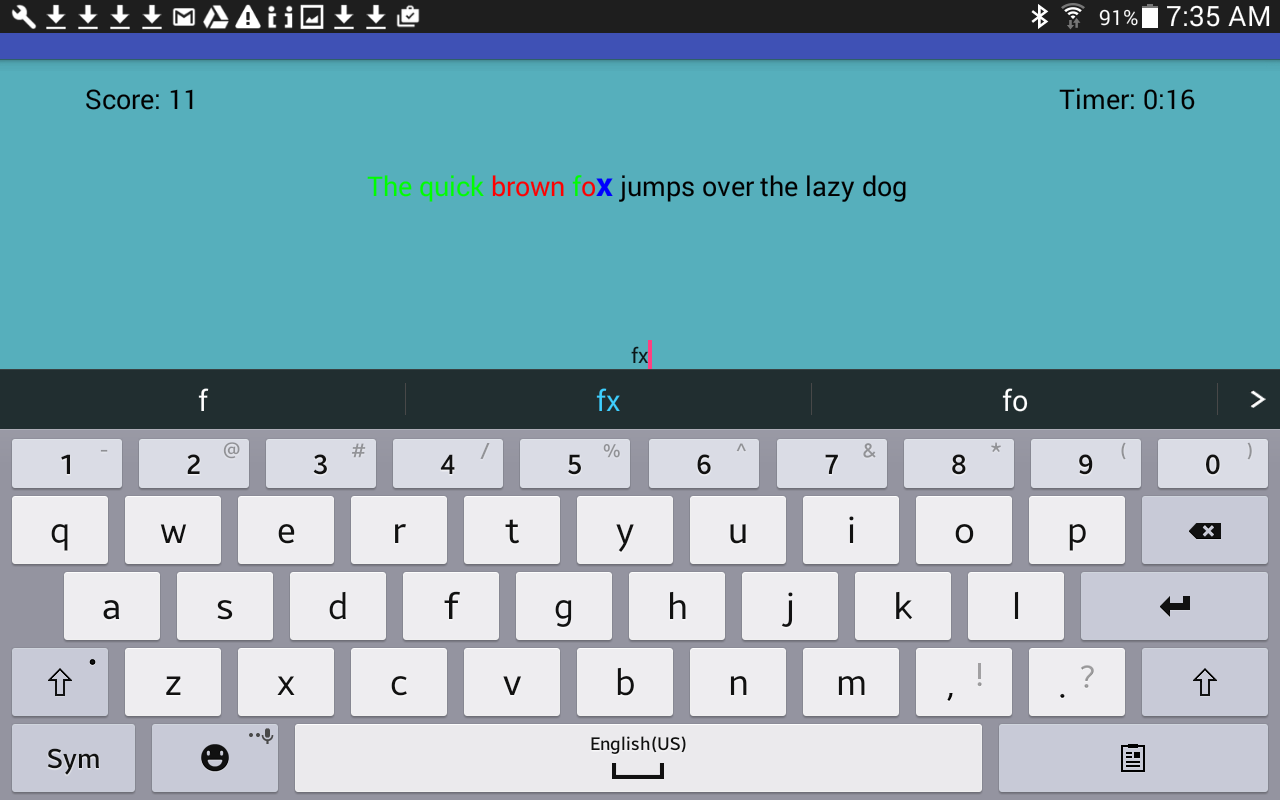 91% 7:35 AM
Score: 11 Timer: 0:16
The quick brown fox jumps over the lazy dog
fx
f fx fo >
1 - 2 @ 3 # 4 / 5 % 6 ^ 7 & 8 * 9 ( 0 )
q w e r t y u i o p
a s d f g h j k l
z x c v b n m , ! . ?
Sym English(US)